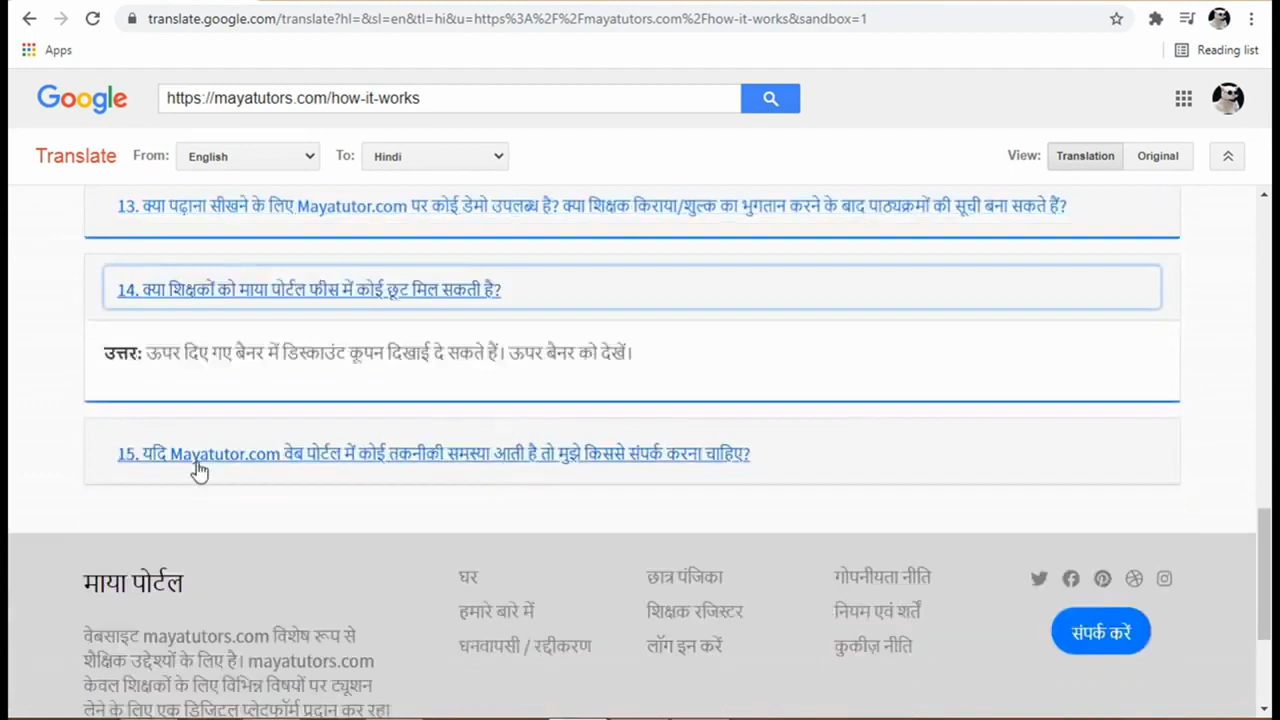 translate.google.com/translate?hl=&sl=en&tl=hi&u=https%3A%2F%2Fmayatutors.com%2Fhow-it-works&sandbox=1
Apps
Reading list
Google
https://mayatutors.com/how-it-works
Translate From: English To: Hindi View: Translation Original
13. क्या पढ़ाना सीखने के लिए Mayatutor.com पर कोई डेमो उपलब्ध है? क्या शिक्षक किराया/शुल्क का भुगतान करने के बाद पाठ्यक्रमों की सूची बना सकते हैं?
14. क्या शिक्षकों को माया पोर्टल फीस में कोई छूट मिल सकती है?
उत्तर: ऊपर दिए गए बैनर में डिस्काउंट कूपन दिखाई दे सकते हैं। ऊपर बैनर को देखें।
15. यदि Mayatutor.com वेब पोर्टल में कोई तकनीकी समस्या आती है तो मुझे किससे संपर्क करना चाहिए?
माया पोर्टल
वेबसाइट mayatutors.com विशेष रूप से
शैक्षिक उद्देश्यों के लिए है। mayatutors.com
केवल शिक्षकों के लिए विभिन्न विषयों पर ट्यूशन
लेने के लिए एक डिजिटल प्लेटफॉर्म प्रदान कर रहा
घर
हमारे बारे में
धनवापसी / रद्दीकरण
छात्र पंजिका
शिक्षक रजिस्टर
लॉग इन करें
गोपनीयता नीति
नियम एवं शर्तें
कुकीज़ नीति
संपर्क करें